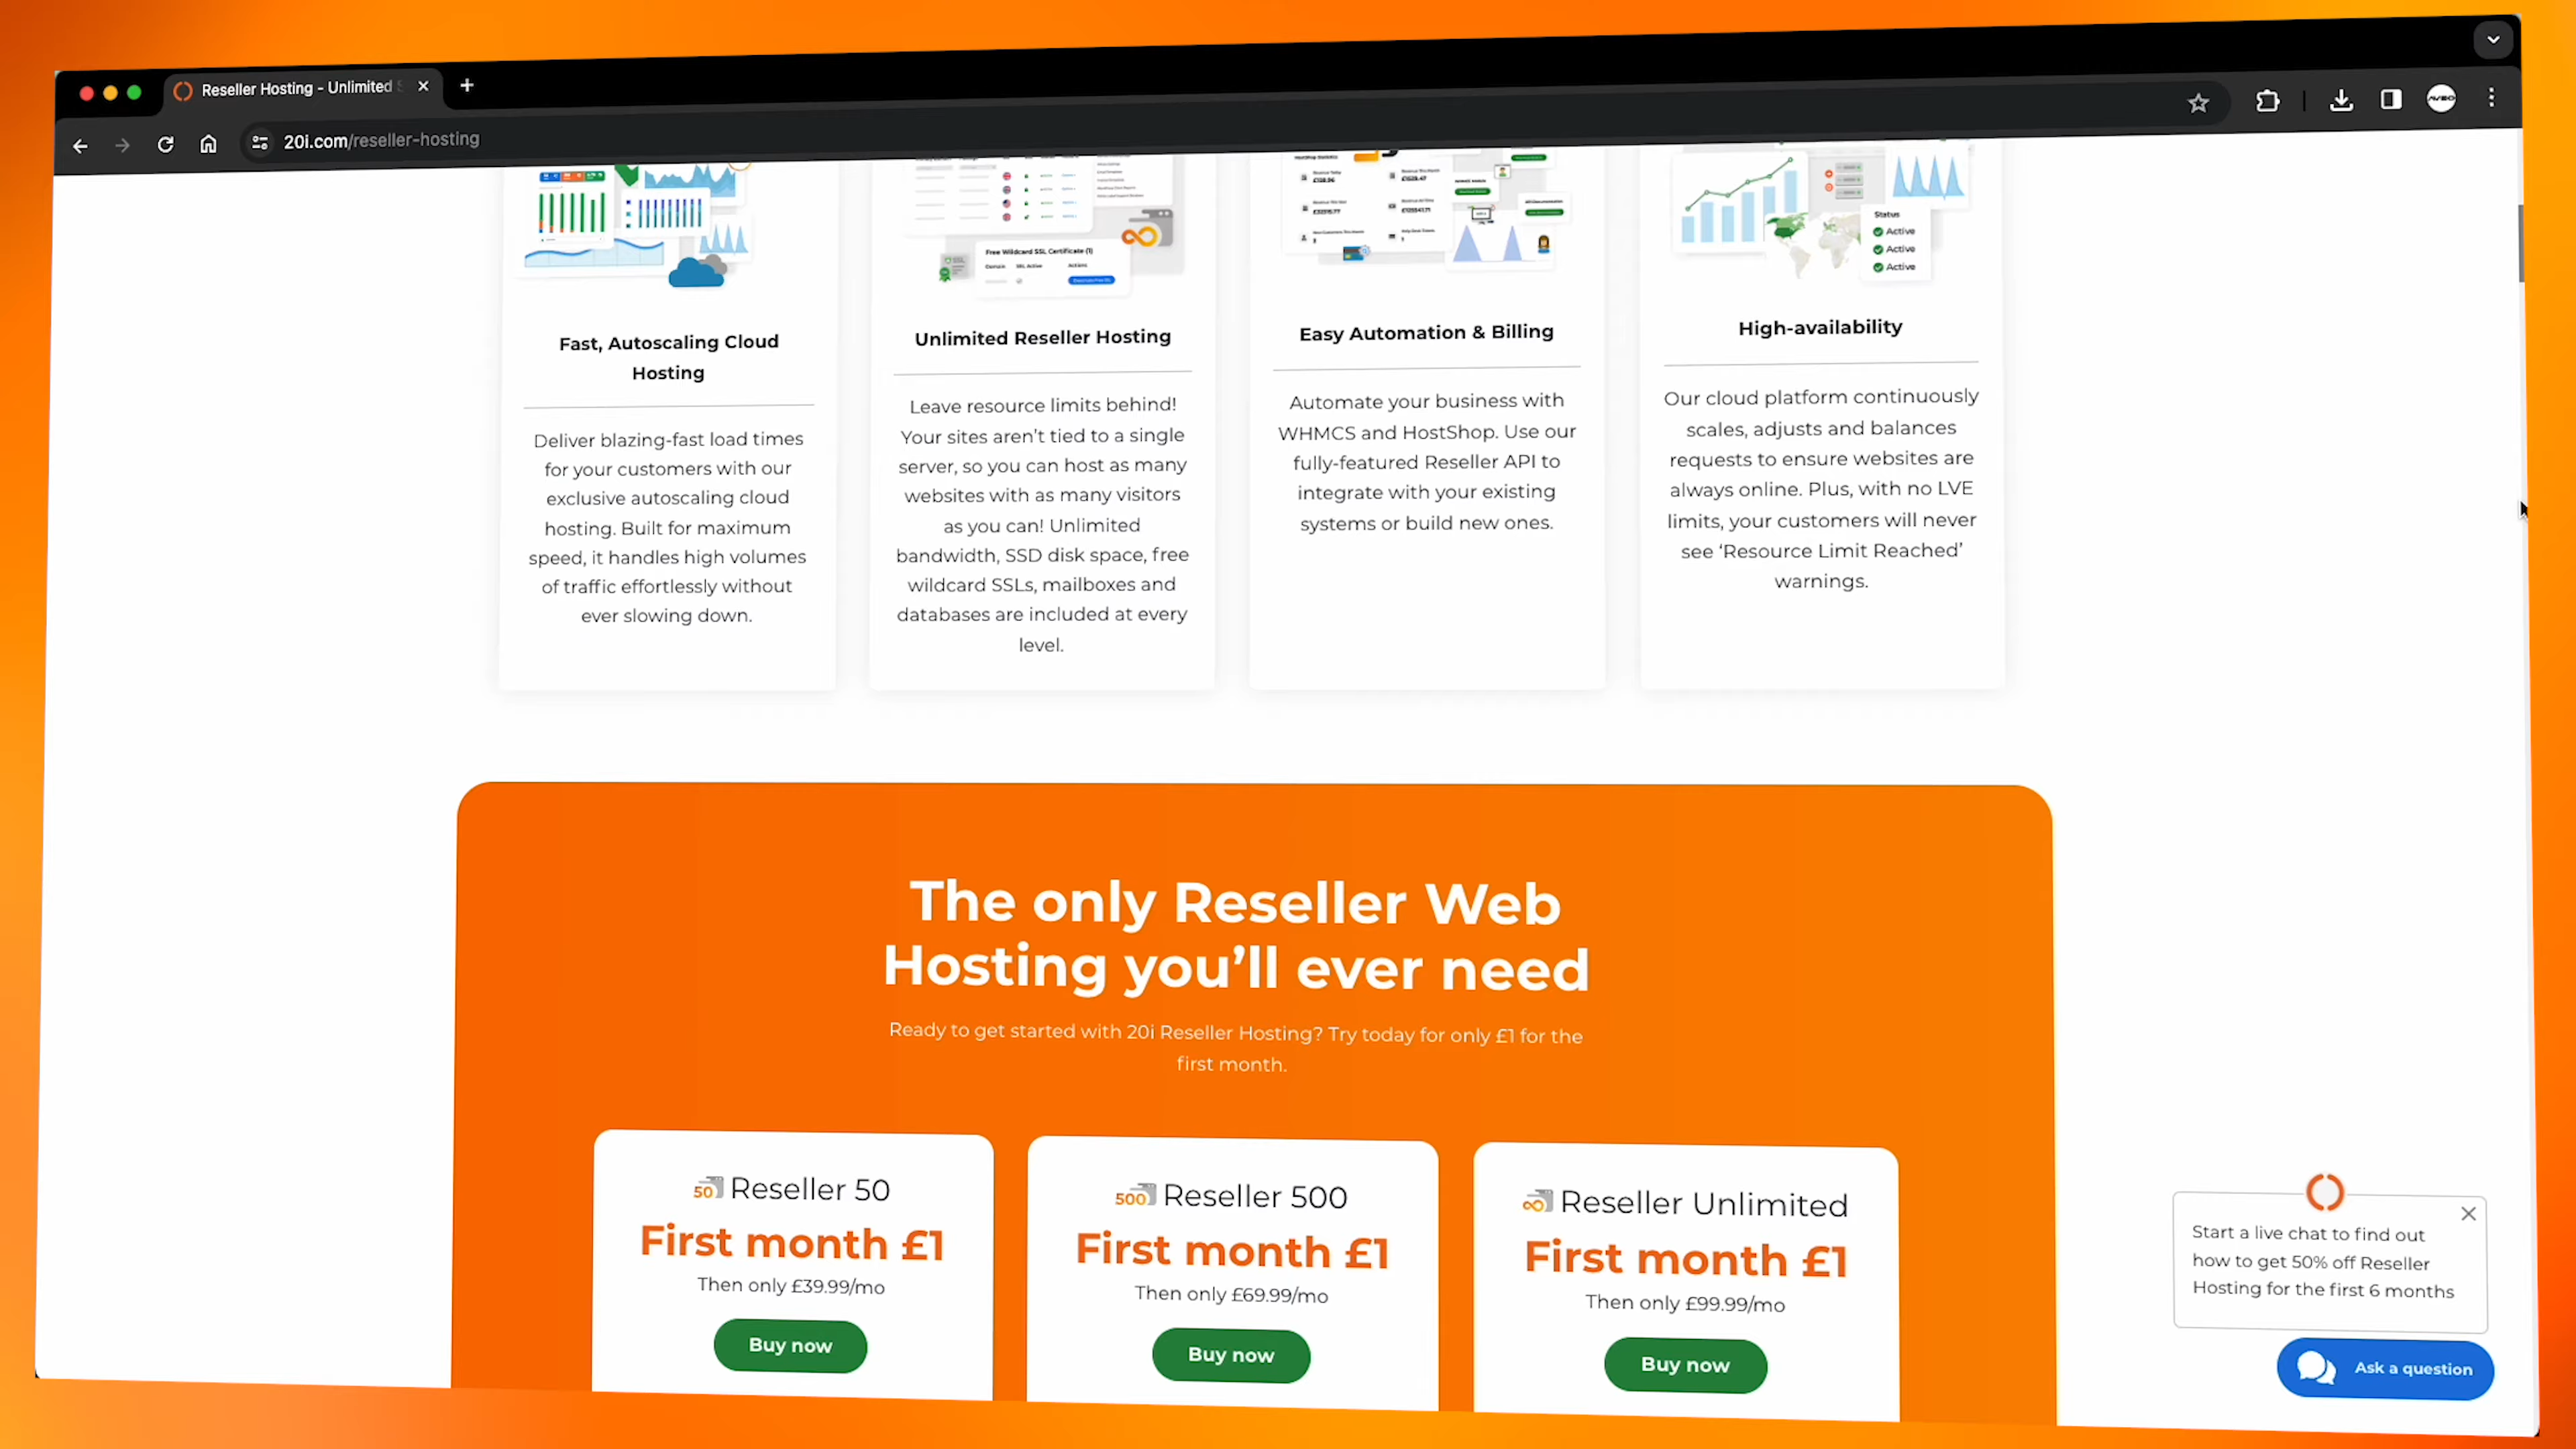 Reseller Hosting - Unlimited
20i.com/reseller-hosting
Free Wildcard SSL Certificate (1)
Status
Active
Active
Active
Fast, Autoscaling Cloud
Hosting
Deliver blazing-fast load times
for your customers with our
exclusive autoscaling cloud
hosting. Built for maximum
speed, it handles high volumes
of traffic effortlessly without
ever slowing down.
Unlimited Reseller Hosting
Leave resource limits behind!
Your sites aren’t tied to a single
server, so you can host as many
websites with as many visitors
as you can! Unlimited
bandwidth, SSD disk space, free
wildcard SSLs, mailboxes and
databases are included at every
level.
Easy Automation & Billing
Automate your business with
WHMCS and HostShop. Use our
fully-featured Reseller API to
integrate with your existing
systems or build new ones.
High-availability
Our cloud platform continuously
scales, adjusts and balances
requests to ensure websites are
always online. Plus, with no LVE
limits, your customers will never
see ‘Resource Limit Reached’
warnings.
The only Reseller Web
Hosting you’ll ever need
Ready to get started with 20i Reseller Hosting? Try today for only £1 for the
first month.
50 Reseller 50
First month £1
Then only £39.99/mo
Buy now
500 Reseller 500
First month £1
Then only £69.99/mo
Buy now
Reseller Unlimited
First month £1
Then only £99.99/mo
Buy now
Start a live chat to find out
how to get 50% off Reseller
Hosting for the first 6 months
Ask a question